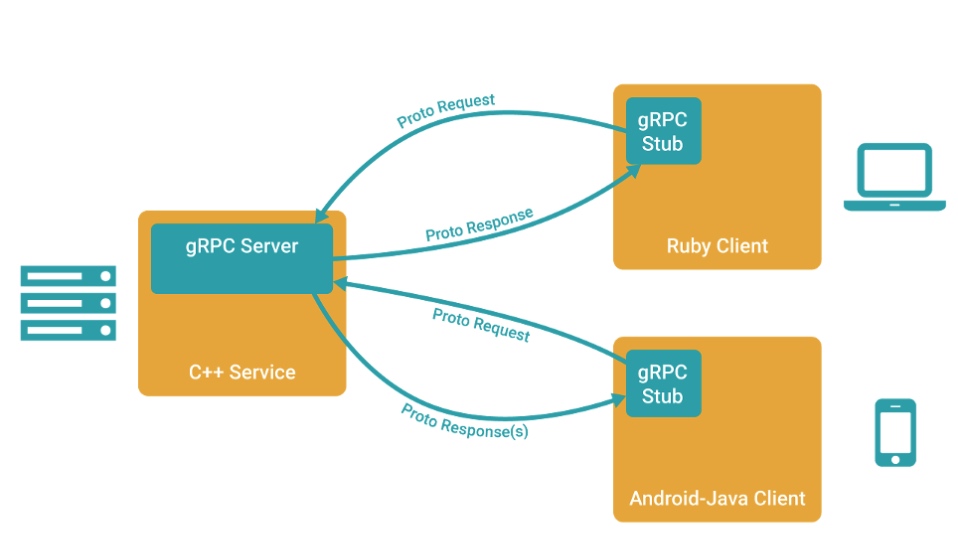 Proto Request
gRPC
Stub
Proto Response
Ruby Client
gRPC Server
C++ Service
Proto Request
gRPC
Stub
Proto Response(s)
Android-Java Client